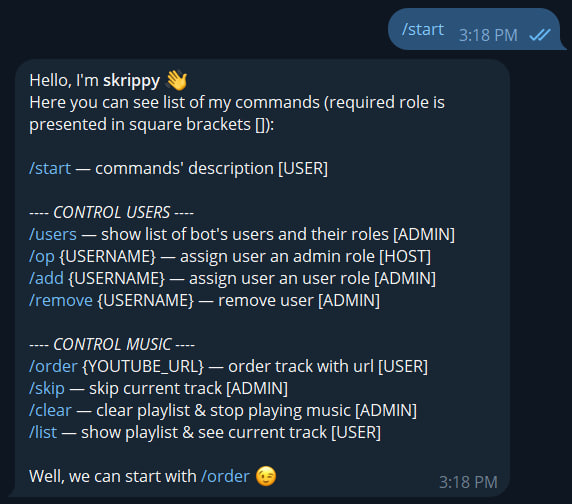 /start 3:18 PM
Hello, I'm skrippy 👋
Here you can see list of my commands (required role is
presented in square brackets []):
/start — commands' description [USER]
---- CONTROL USERS ----
/users — show list of bot's users and their roles [ADMIN]
/op {USERNAME} — assign user an admin role [HOST]
/add {USERNAME} — assign user an user role [ADMIN]
/remove {USERNAME} — remove user [ADMIN]
---- CONTROL MUSIC ----
/order {YOUTUBE_URL} — order track with url [USER]
/skip — skip current track [ADMIN]
/clear — clear playlist & stop playing music [ADMIN]
/list — show playlist & see current track [USER]
Well, we can start with /order 😉
3:18 PM